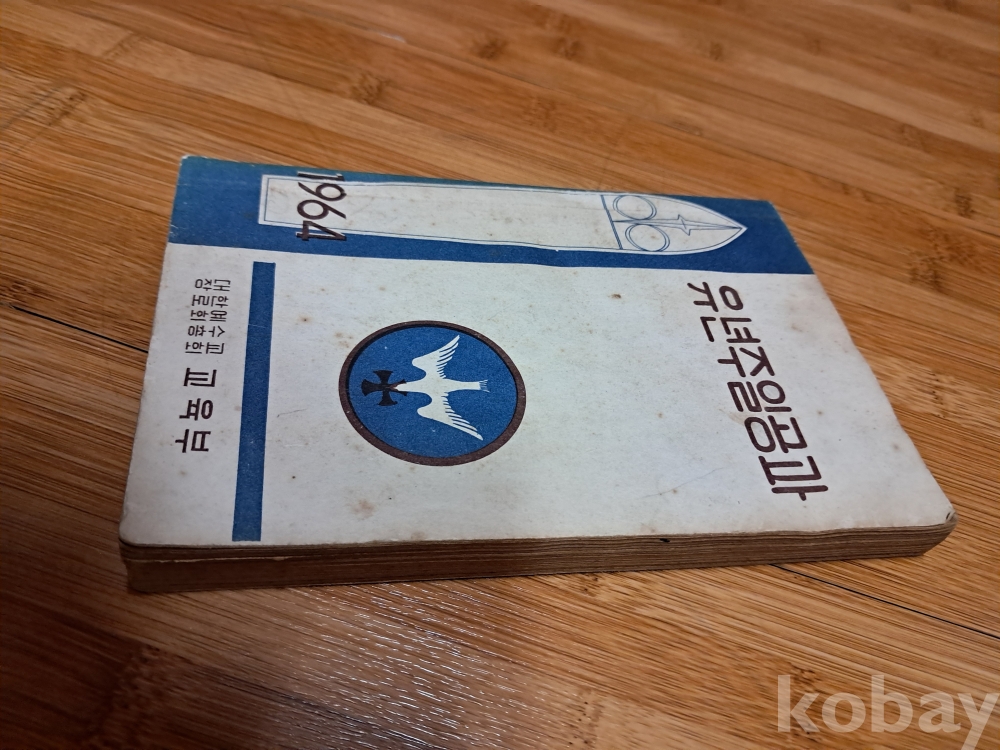 유년주일공과
1964
대한예수교
장로회총회
교육부
kobay